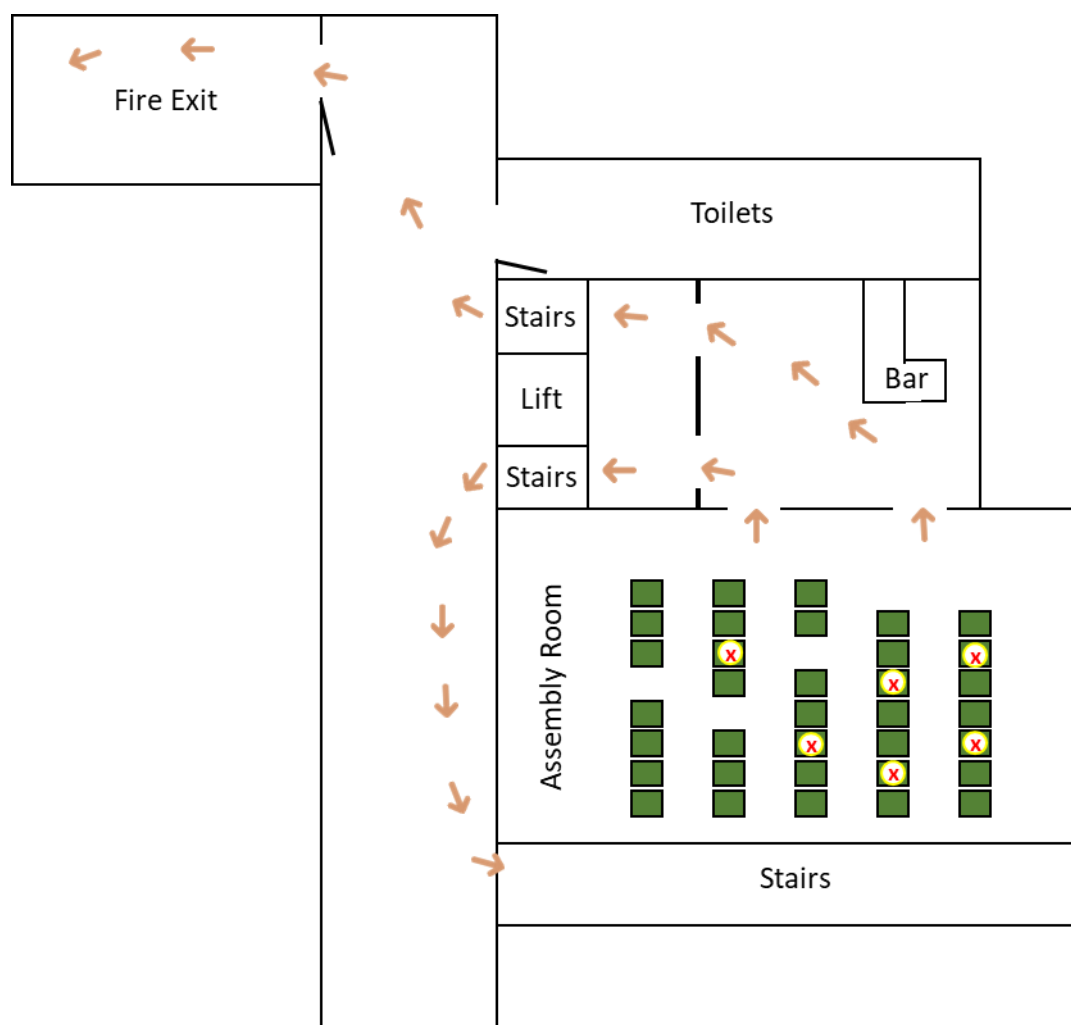 Fire Exit
Toilets
Stairs
Lift
Bar
Stairs
Assembly Room
x
x
x
x
x
x
Stairs